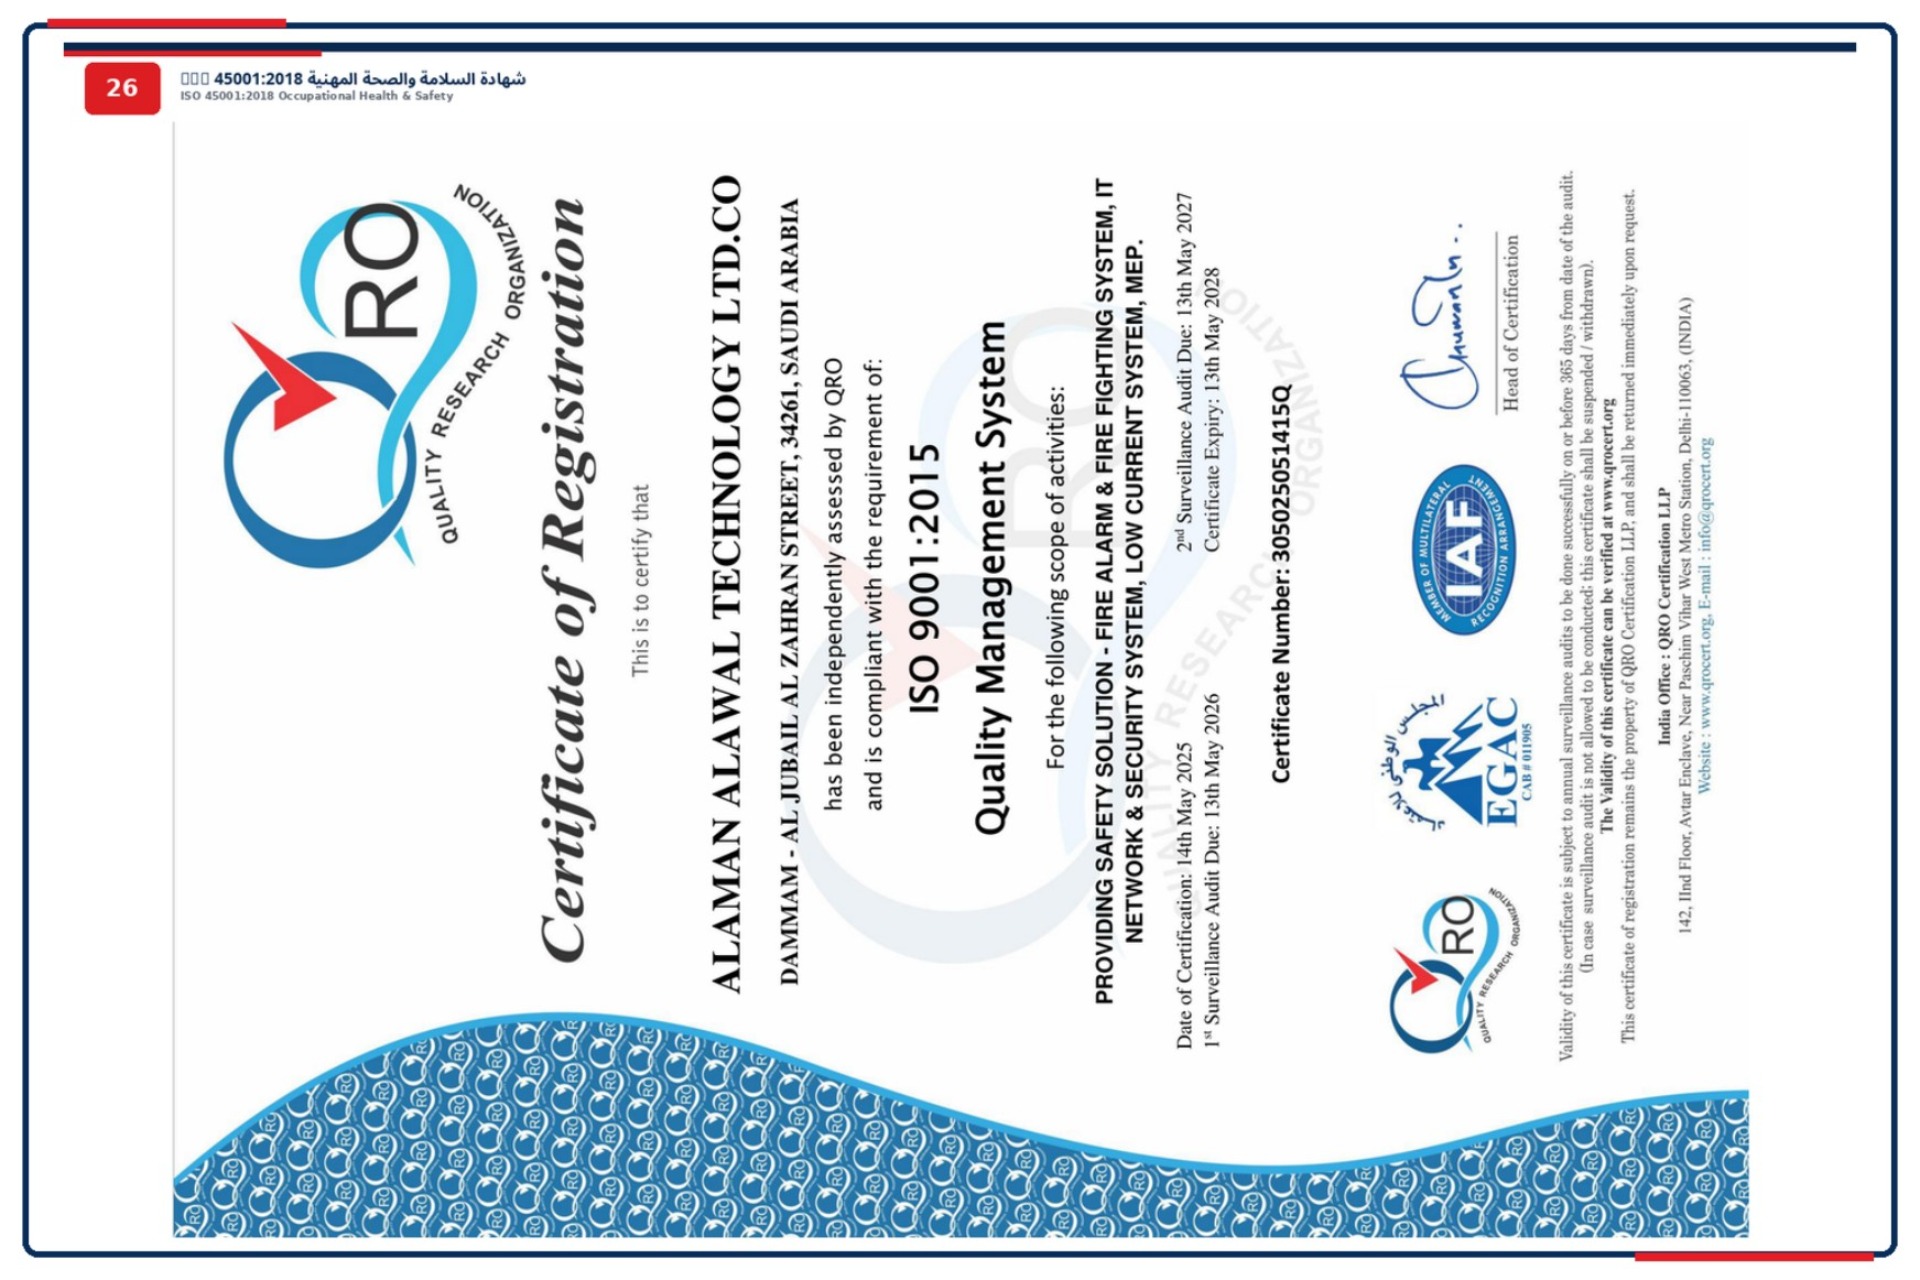 26
شهادة السلامة والصحة المهنية 45001:2018
ISO 45001:2018 Occupational Health & Safety
RO
QUALITY RESEARCH ORGANIZATION
Certificate of Registration
This is to certify that
ALAMAN ALAWAL TECHNOLOGY LTD.CO
DAMMAM - AL JUBAIL AL ZAHRAN STREET, 34261, SAUDI ARABIA
has been independently assessed by QRO
and is compliant with the requirement of:
ISO 9001:2015
Quality Management System
For the following scope of activities:
PROVIDING SAFETY SOLUTION - FIRE ALARM & FIRE FIGHTING SYSTEM, IT
NETWORK & SECURITY SYSTEM, LOW CURRENT SYSTEM, MEP.
Date of Certification: 14th May 2025
2nd Surveillance Audit Due: 13th May 2027
1st Surveillance Audit Due: 13th May 2026
Certificate Expiry: 13th May 2028
Certificate Number: 305025051415Q
RO
QUALITY RESEARCH ORGANIZATION
المجلس الوطنى للاعتماد
EGAC
CAB # 011905
MEMBER OF MULTILATERAL
IAF
RECOGNITION ARRANGEMENT
Head of Certification
Validity of this certificate is subject to annual surveillance audits to be done successfully on or before 365 days from date of the audit.
(In case surveillance audit is not allowed to be conducted; this certificate shall be suspended / withdrawn).
The Validity of this certificate can be verified at www.qrocert.org
This certificate of registration remains the property of QRO Certification LLP, and shall be returned immediately upon request.
India Office : QRO Certification LLP
142, IInd Floor, Avtar Enclave, Near Paschim Vihar West Metro Station, Delhi-110063, (INDIA)
Website : www.qrocert.org, E-mail : info@qrocert.org